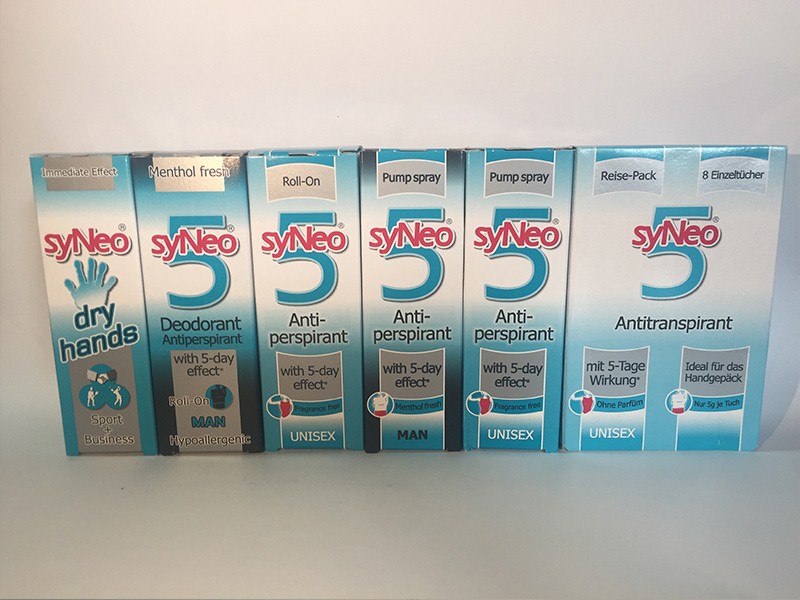 Immediate Effect
syNeo®
dry
hands
Sport
+
Business
Menthol fresh
5
syNeo®
Deodorant
Antiperspirant
with 5-day
effect*
Roll-On
MAN
Hypoallergenic
Roll-On
5
syNeo®
Anti-
perspirant
with 5-day
effect*
Fragrance free
UNISEX
Pump spray
5
syNeo®
Anti-
perspirant
with 5-day
effect*
Menthol fresh
MAN
Pump spray
5
syNeo®
Anti-
perspirant
with 5-day
effect*
Fragrance free
UNISEX
Reise-Pack
8 Einzeltücher
5
syNeo®
Antitranspirant
mit 5-Tage
Wirkung*
Ohne Parfüm
UNISEX
Ideal für das
Handgepäck
Nur 5g je Tuch